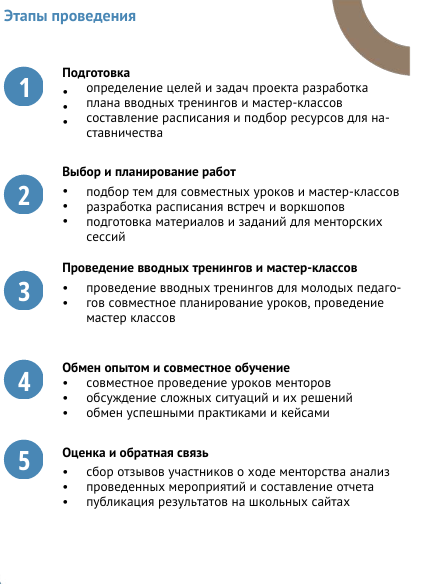 Этапы проведения
1
Подготовка
• определение целей и задач проекта разработка
• плана вводных тренингов и мастер-классов
• составление расписания и подбор ресурсов для на-
ставничества
2
Выбор и планирование работ
• подбор тем для совместных уроков и мастер-классов
• разработка расписания встреч и воркшопов
• подготовка материалов и заданий для менторских
сессий
3
Проведение вводных тренингов и мастер-классов
• проведение вводных тренингов для молодых педаго-
• гов совместное планирование уроков, проведение
мастер классов
4
Обмен опытом и совместное обучение
• совместное проведение уроков менторов
• обсуждение сложных ситуаций и их решений
• обмен успешными практиками и кейсами
5
Оценка и обратная связь
• сбор отзывов участников о ходе менторства анализ
• проведенных мероприятий и составление отчета
• публикация результатов на школьных сайтах